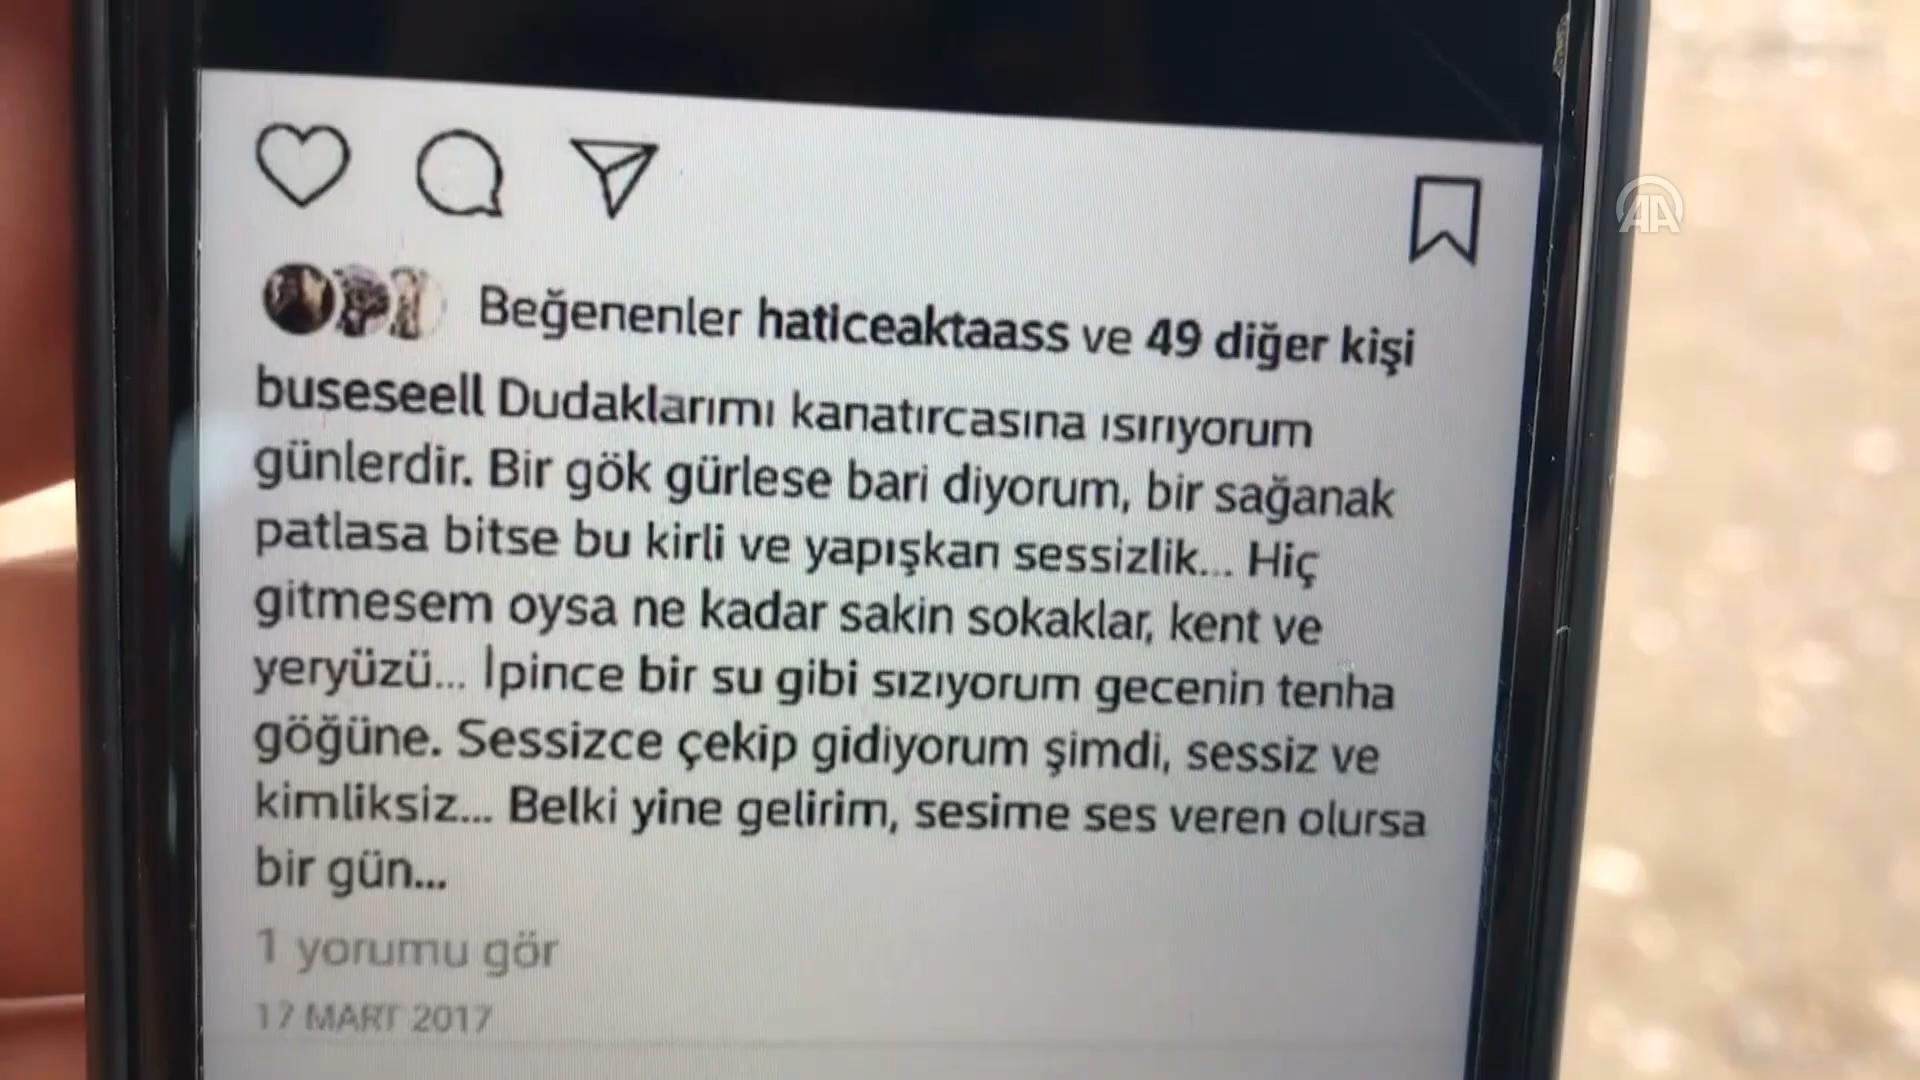 AA
Beğenenler haticeaktaass ve 49 diğer kişi
buseseell Dudaklarımı kanatırcasına ısırıyorum
günlerdir. Bir gök gürlese bari diyorum, bir sağanak
patlasa bitse bu kirli ve yapışkan sessizlik... Hiç
gitmesem oysa ne kadar sakin sokaklar, kent ve
yeryüzü... İpince bir su gibi sızıyorum gecenin tenha
göğüne. Sessizce çekip gidiyorum şimdi, sessiz ve
kimliksiz... Belki yine gelirim, sesime ses veren olursa
bir gün...
1 yorumu gör
17 MART 2017